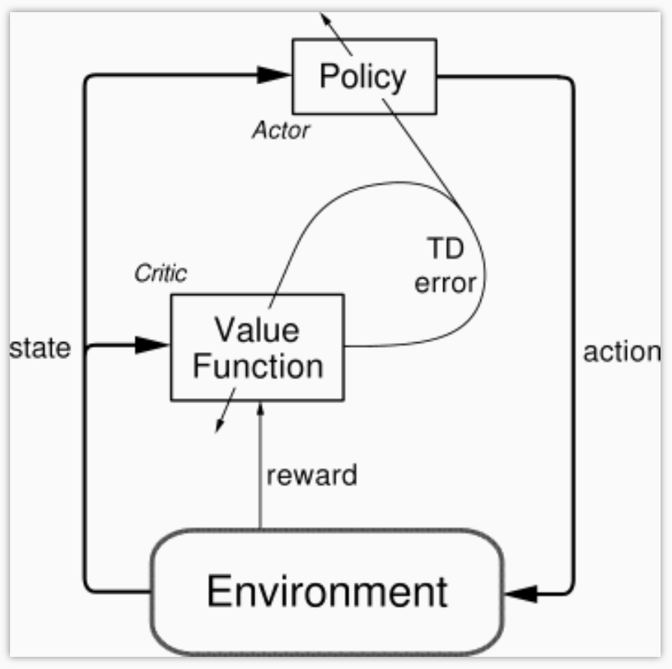 Policy
Actor
TD
error
Critic
Value
Function
state
action
reward
Environment